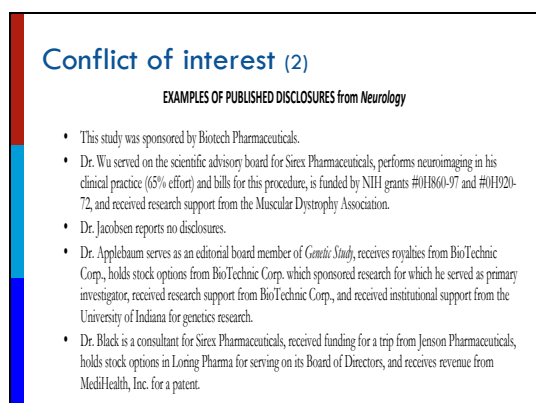 Conflict of interest (2)
EXAMPLES OF PUBLISHED DISCLOSURES from Neurology
• This study was sponsored by Biotech Pharmaceuticals.
• Dr. Wu served on the scientific advisory board for Sirex Pharmaceuticals, performs neuroimaging in his
clinical practice (65% effort) and bills for this procedure, is funded by NIH grants #0H860-97 and #0H920-
72, and received research support from the Muscular Dystrophy Association.
• Dr. Jacobsen reports no disclosures.
• Dr. Applebaum serves as an editorial board member of Genetic Study, receives royalties from BioTechnic
Corp., holds stock options from BioTechnic Corp. which sponsored research for which he served as primary
investigator, received research support from BioTechnic Corp., and received institutional support from the
University of Indiana for genetics research.
• Dr. Black is a consultant for Sirex Pharmaceuticals, received funding for a trip from Jenson Pharmaceuticals,
holds stock options in Loring Pharma for serving on its Board of Directors, and receives revenue from
MediHealth, Inc. for a patent.